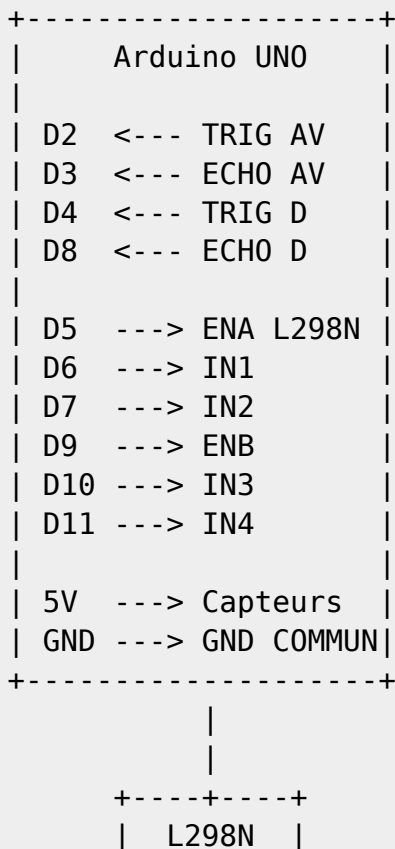 +--------------------+
|     Arduino UNO    |
|                    |
| D2  <--- TRIG AV   |
| D3  <--- ECHO AV   |
| D4  <--- TRIG D    |
| D8  <--- ECHO D    |
|                    |
| D5  ---> ENA L298N |
| D6  ---> IN1       |
| D7  ---> IN2       |
| D9  ---> ENB       |
| D10 ---> IN3       |
| D11 ---> IN4       |
|                    |
| 5V  ---> Capteurs  |
| GND ---> GND COMMUN|
+--------------------+
           |
           |
      +----+----+
      |  L298N  |